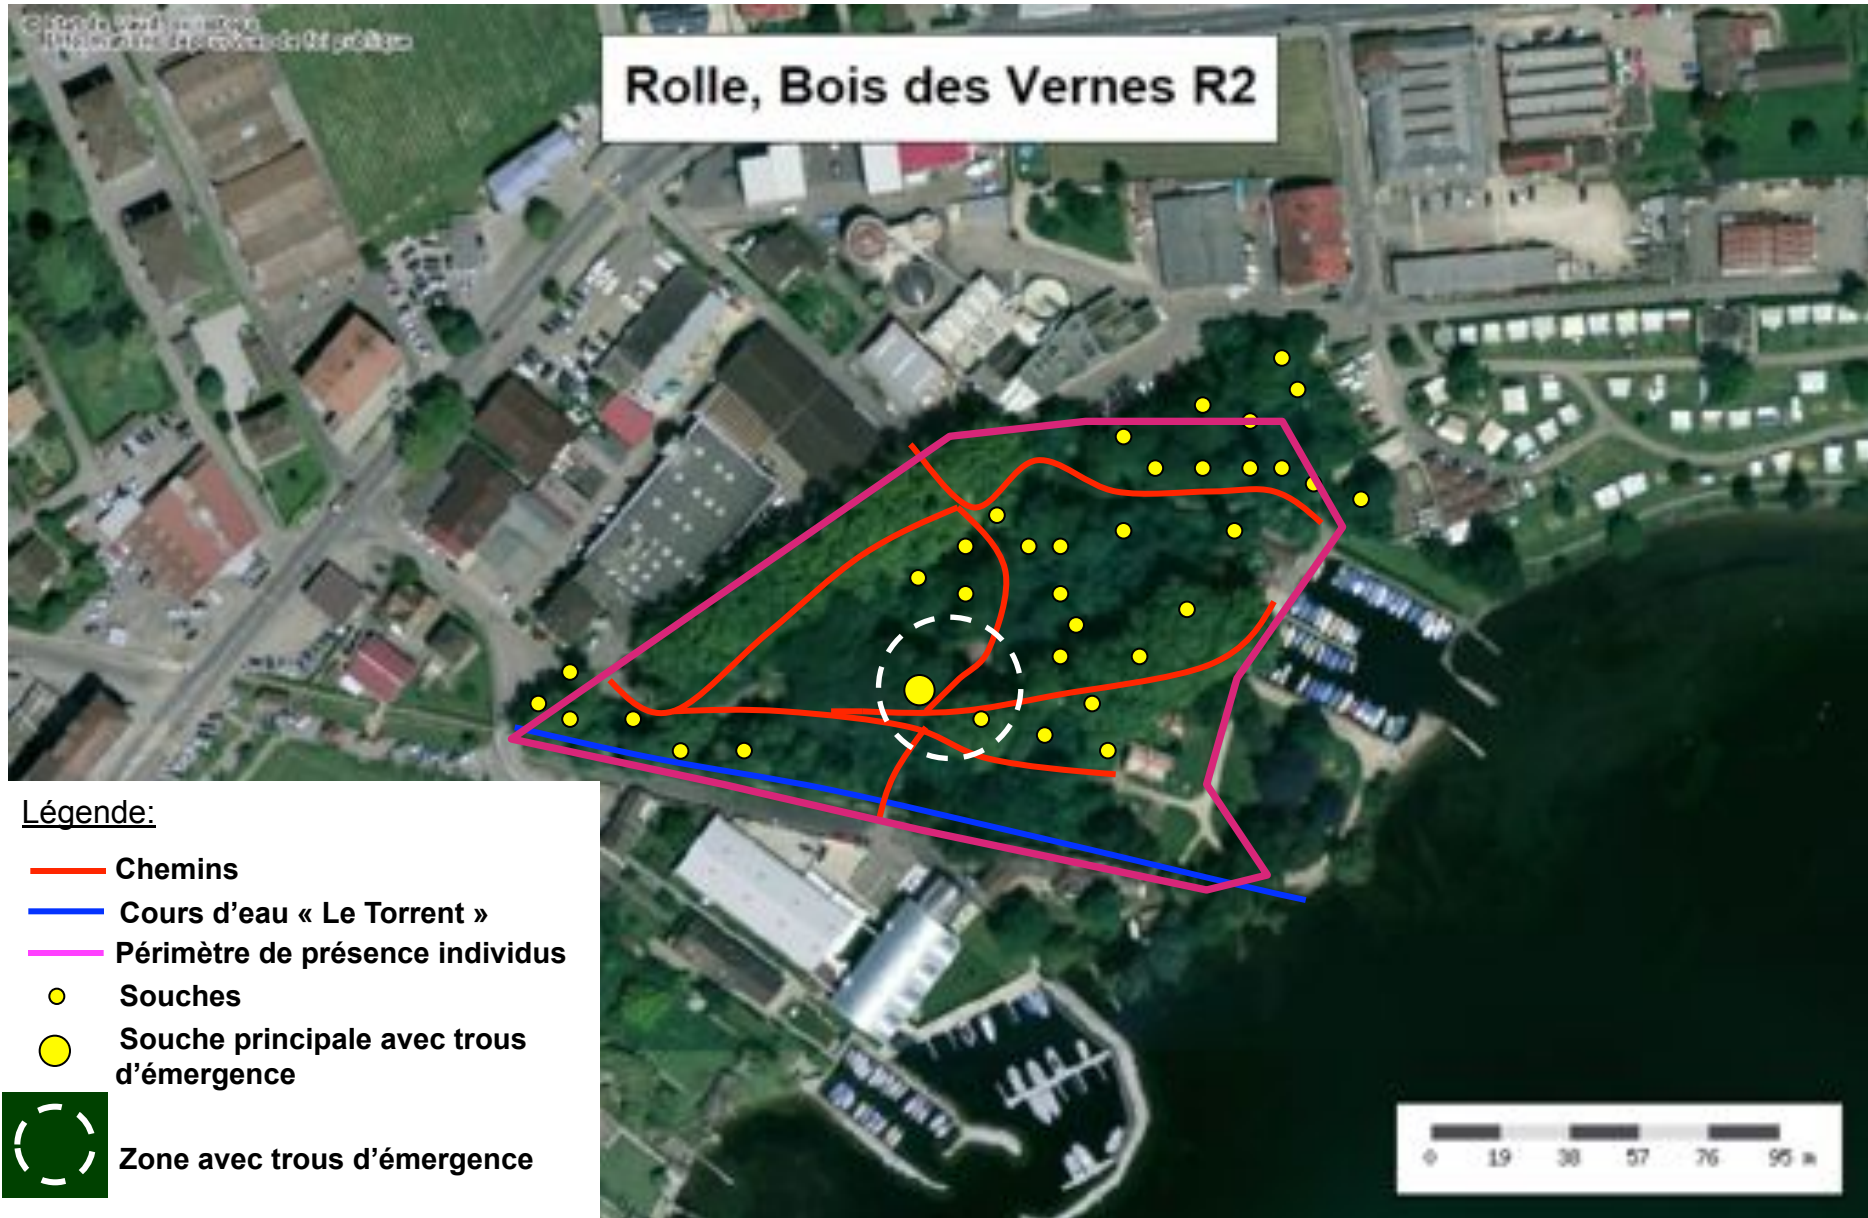 Rolle, Bois des Vernes R2
Légende:
Chemins
Cours d’eau « Le Torrent »
Périmètre de présence individus
Souches
Souche principale avec trous
d’émergence
Zone avec trous d’émergence
0 19 38 57 76 95 m